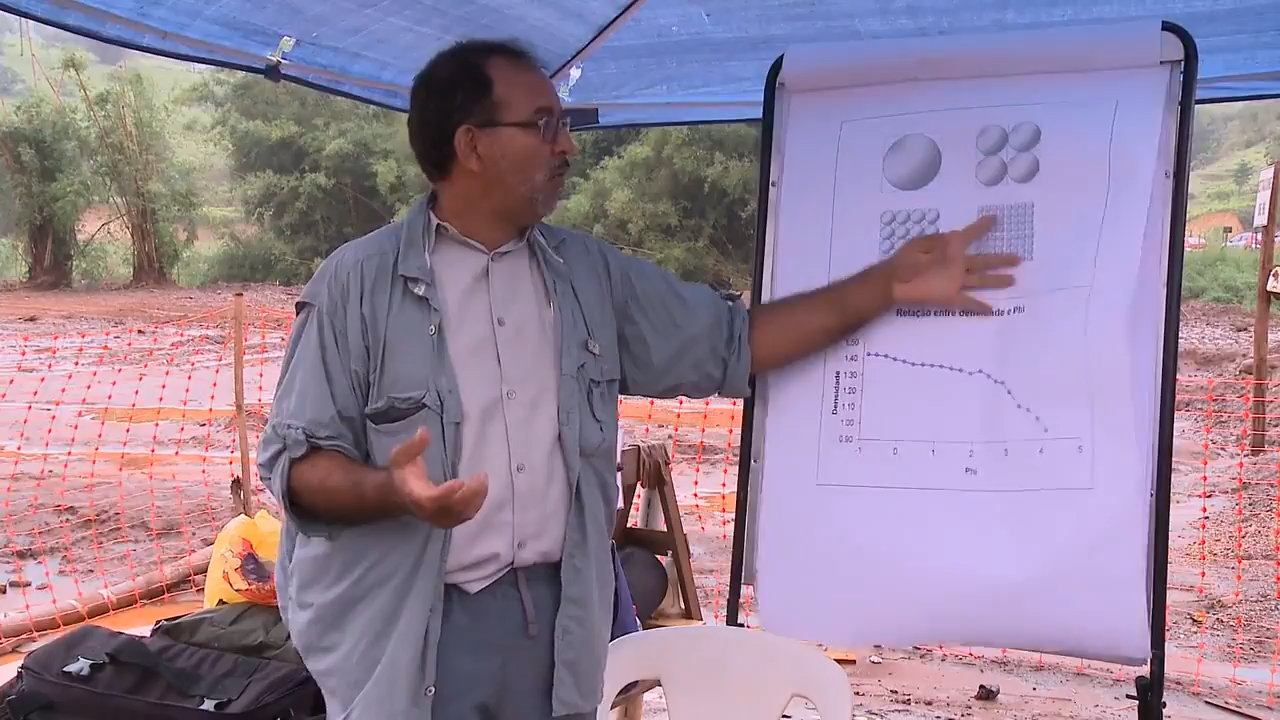 Relação entre densidade e Phi
1,50
1,40
1,30
1,20
1,10
1,00
0,90
Densidade
-1 0 1 2 3 4 5
Phi